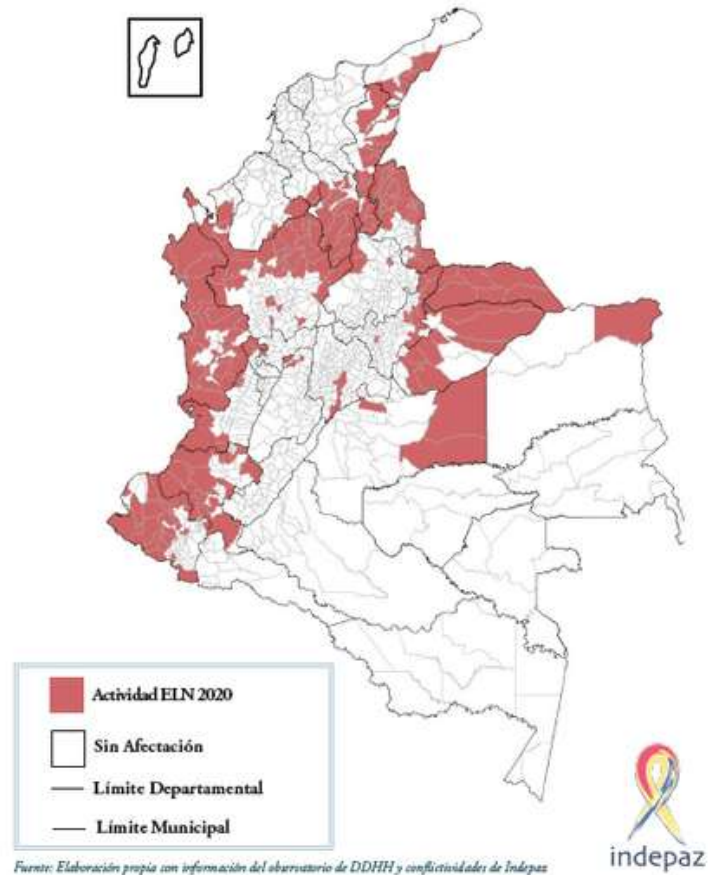 Actividad ELN 2020
Sin Afectación
Límite Departamental
Límite Municipal
Fuente: Elaboración propia con información del observatorio de DDHH y conflictividades de Indepaz
indepaz